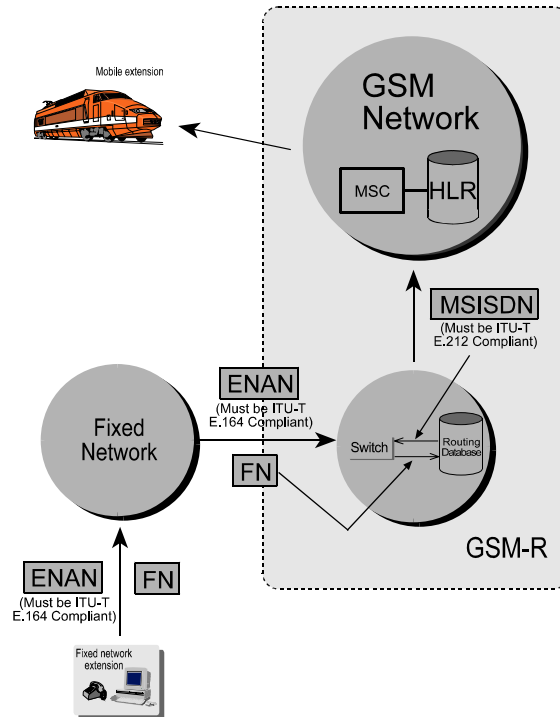 Mobile extension
GSM
Network
MSC
HLR
MSISDN
(Must be ITU-T
E.212 Compliant)
ENAN
(Must be ITU-T
E.164 Compliant)
Fixed
Network
FN
Switch
Routing
Database
GSM-R
ENAN
FN
(Must be ITU-T
E.164 Compliant)
Fixed network
extension